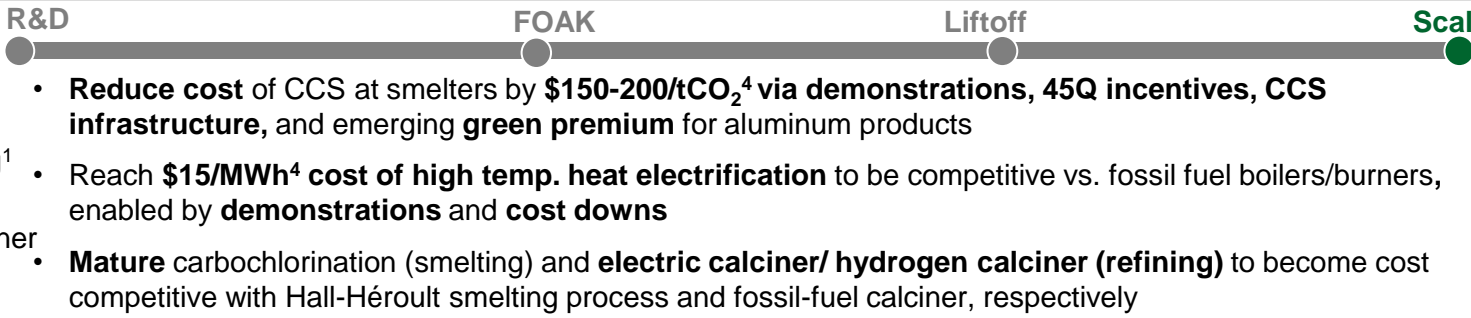 R&D FOAK Liftoff Scal
• Reduce cost of CCS at smelters by $150-200/tCO₂⁴ via demonstrations, 45Q incentives, CCS
infrastructure, and emerging green premium for aluminum products
• Reach $15/MWh⁴ cost of high temp. heat electrification to be competitive vs. fossil fuel boilers/burners,
enabled by demonstrations and cost downs
• Mature carbochlorination (smelting) and electric calciner/ hydrogen calciner (refining) to become cost
competitive with Hall-Héroult smelting process and fossil-fuel calciner, respectively